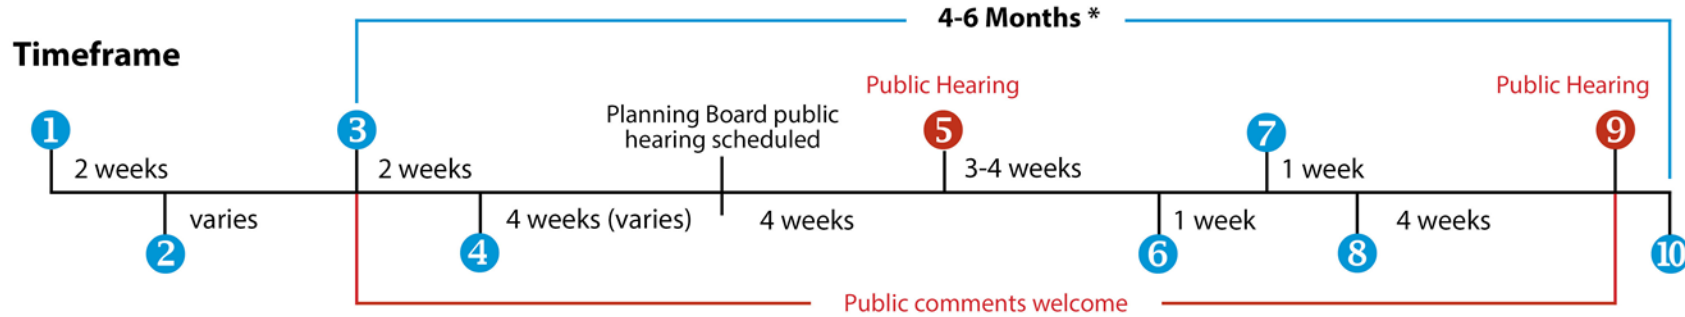 4-6 Months *
Timeframe
Public Hearing
Public Hearing
Planning Board public
hearing scheduled
1
3
5
7
9
2 weeks
2 weeks
3-4 weeks
1 week
varies
4 weeks (varies)
4 weeks
1 week
4 weeks
2
4
6
8
10
Public comments welcome